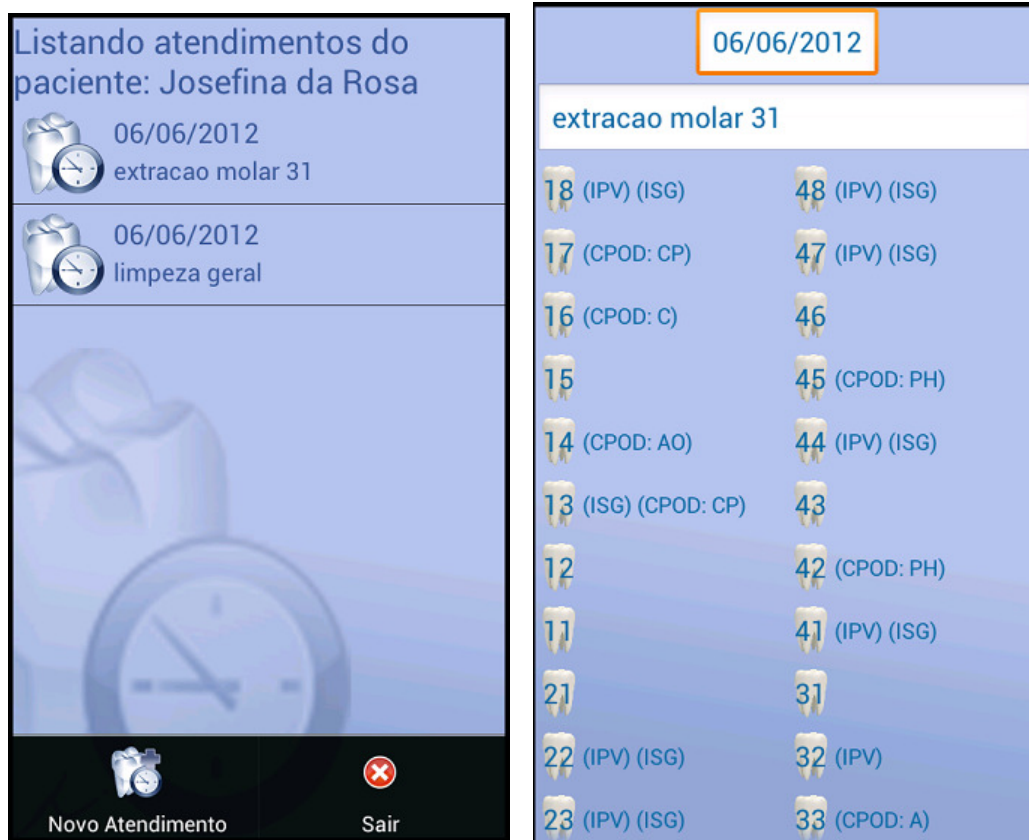 Listando atendimentos do
paciente: Josefina da Rosa
06/06/2012
extracao molar 31
06/06/2012
limpeza geral
Novo Atendimento
Sair
06/06/2012
extracao molar 31
18 (IPV) (ISG)
48 (IPV) (ISG)
17 (CPOD: CP)
47 (IPV) (ISG)
16 (CPOD: C)
46
15
45 (CPOD: PH)
14 (CPOD: AO)
44 (IPV) (ISG)
13 (ISG) (CPOD: CP)
43
12
42 (CPOD: PH)
11
41 (IPV) (ISG)
21
31
22 (IPV) (ISG)
32 (IPV)
23 (IPV) (ISG)
33 (CPOD: A)